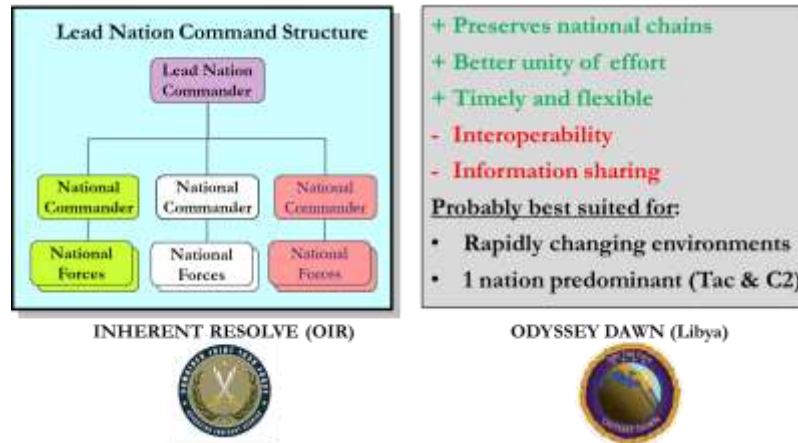 Lead Nation Command Structure
Lead Nation
Commander
National
Commander
National
Commander
National
Commander
National
Forces
National
Forces
National
Forces
+ Preserves national chains
+ Better unity of effort
+ Timely and flexible
- Interoperability
- Information sharing
Probably best suited for:
• Rapidly changing environments
• 1 nation predominant (Tac & C2)
INHERENT RESOLVE (OIR)
ODYSSEY DAWN (Libya)
ODYSSEY DAWN